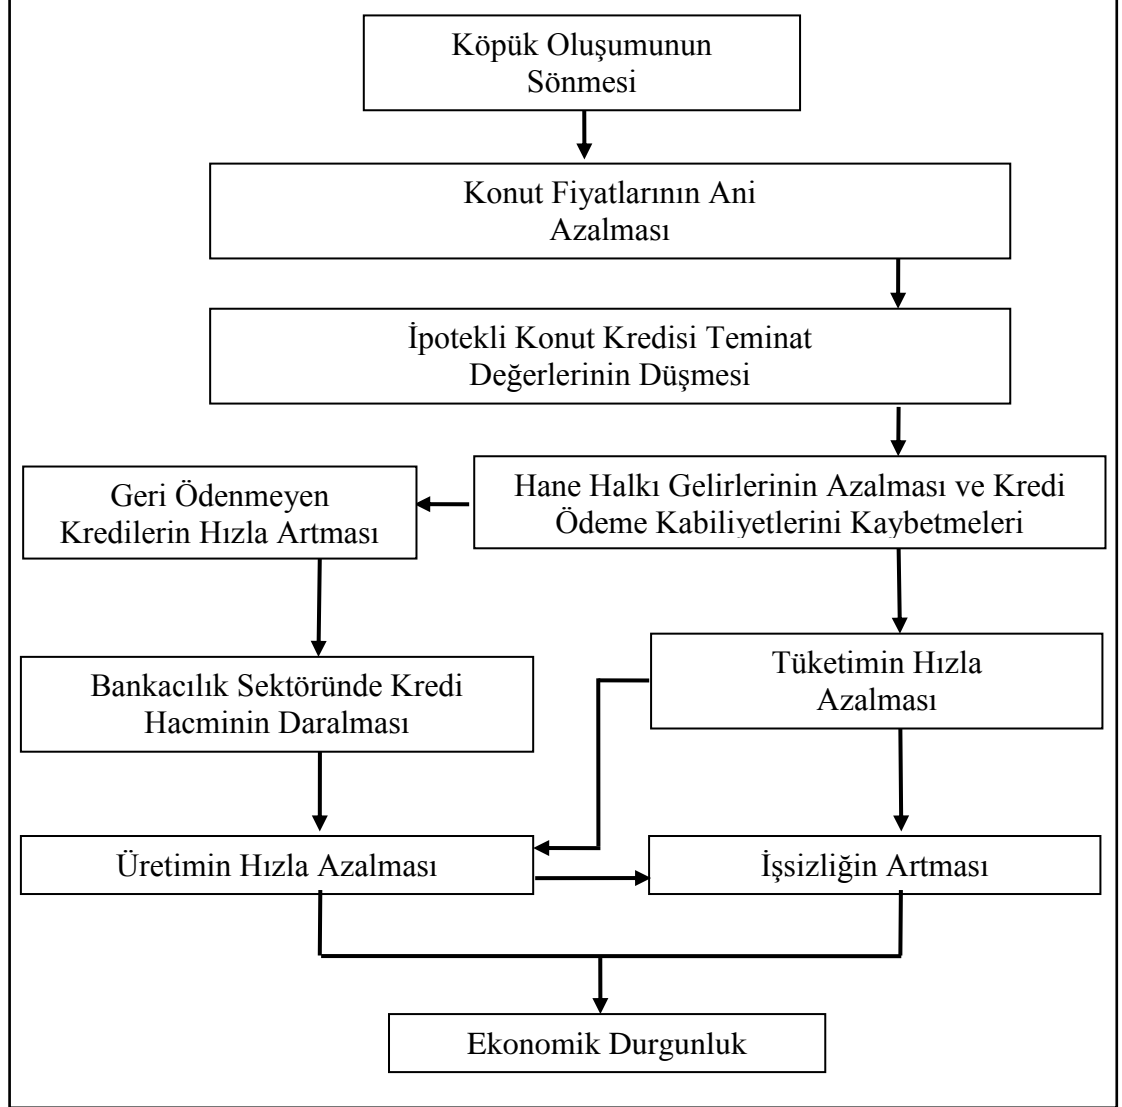 Köpük Oluşumunun
Sönmesi
Konut Fiyatlarının Ani
Azalması
İpotekli Konut Kredisi Teminat
Değerlerinin Düşmesi
Geri Ödenmeyen
Kredilerin Hızla Artması
Hane Halkı Gelirlerinin Azalması ve Kredi
Ödeme Kabiliyetlerini Kaybetmeleri
Bankacılık Sektöründe Kredi
Hacminin Daralması
Tüketimin Hızla
Azalması
Üretimin Hızla Azalması
İşsizliğin Artması
Ekonomik Durgunluk